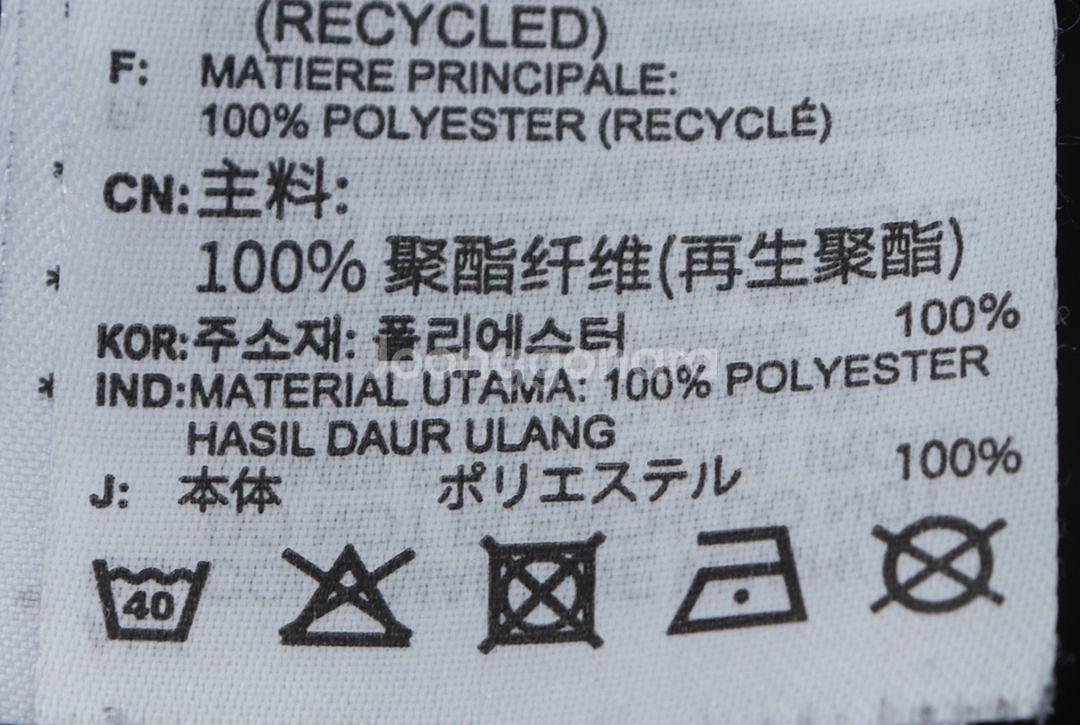 (RECYCLED)
F: MATIERE PRINCIPALE:
100% POLYESTER (RECYCLÉ)
CN: 主料:
100% 聚酯纤维(再生聚酯)
KOR: 주소재: 폴리에스터 100%
IND: MATERIAL UTAMA: 100% POLYESTER
HASIL DAUR ULANG
J: 本体 ポリエステル 100%
40